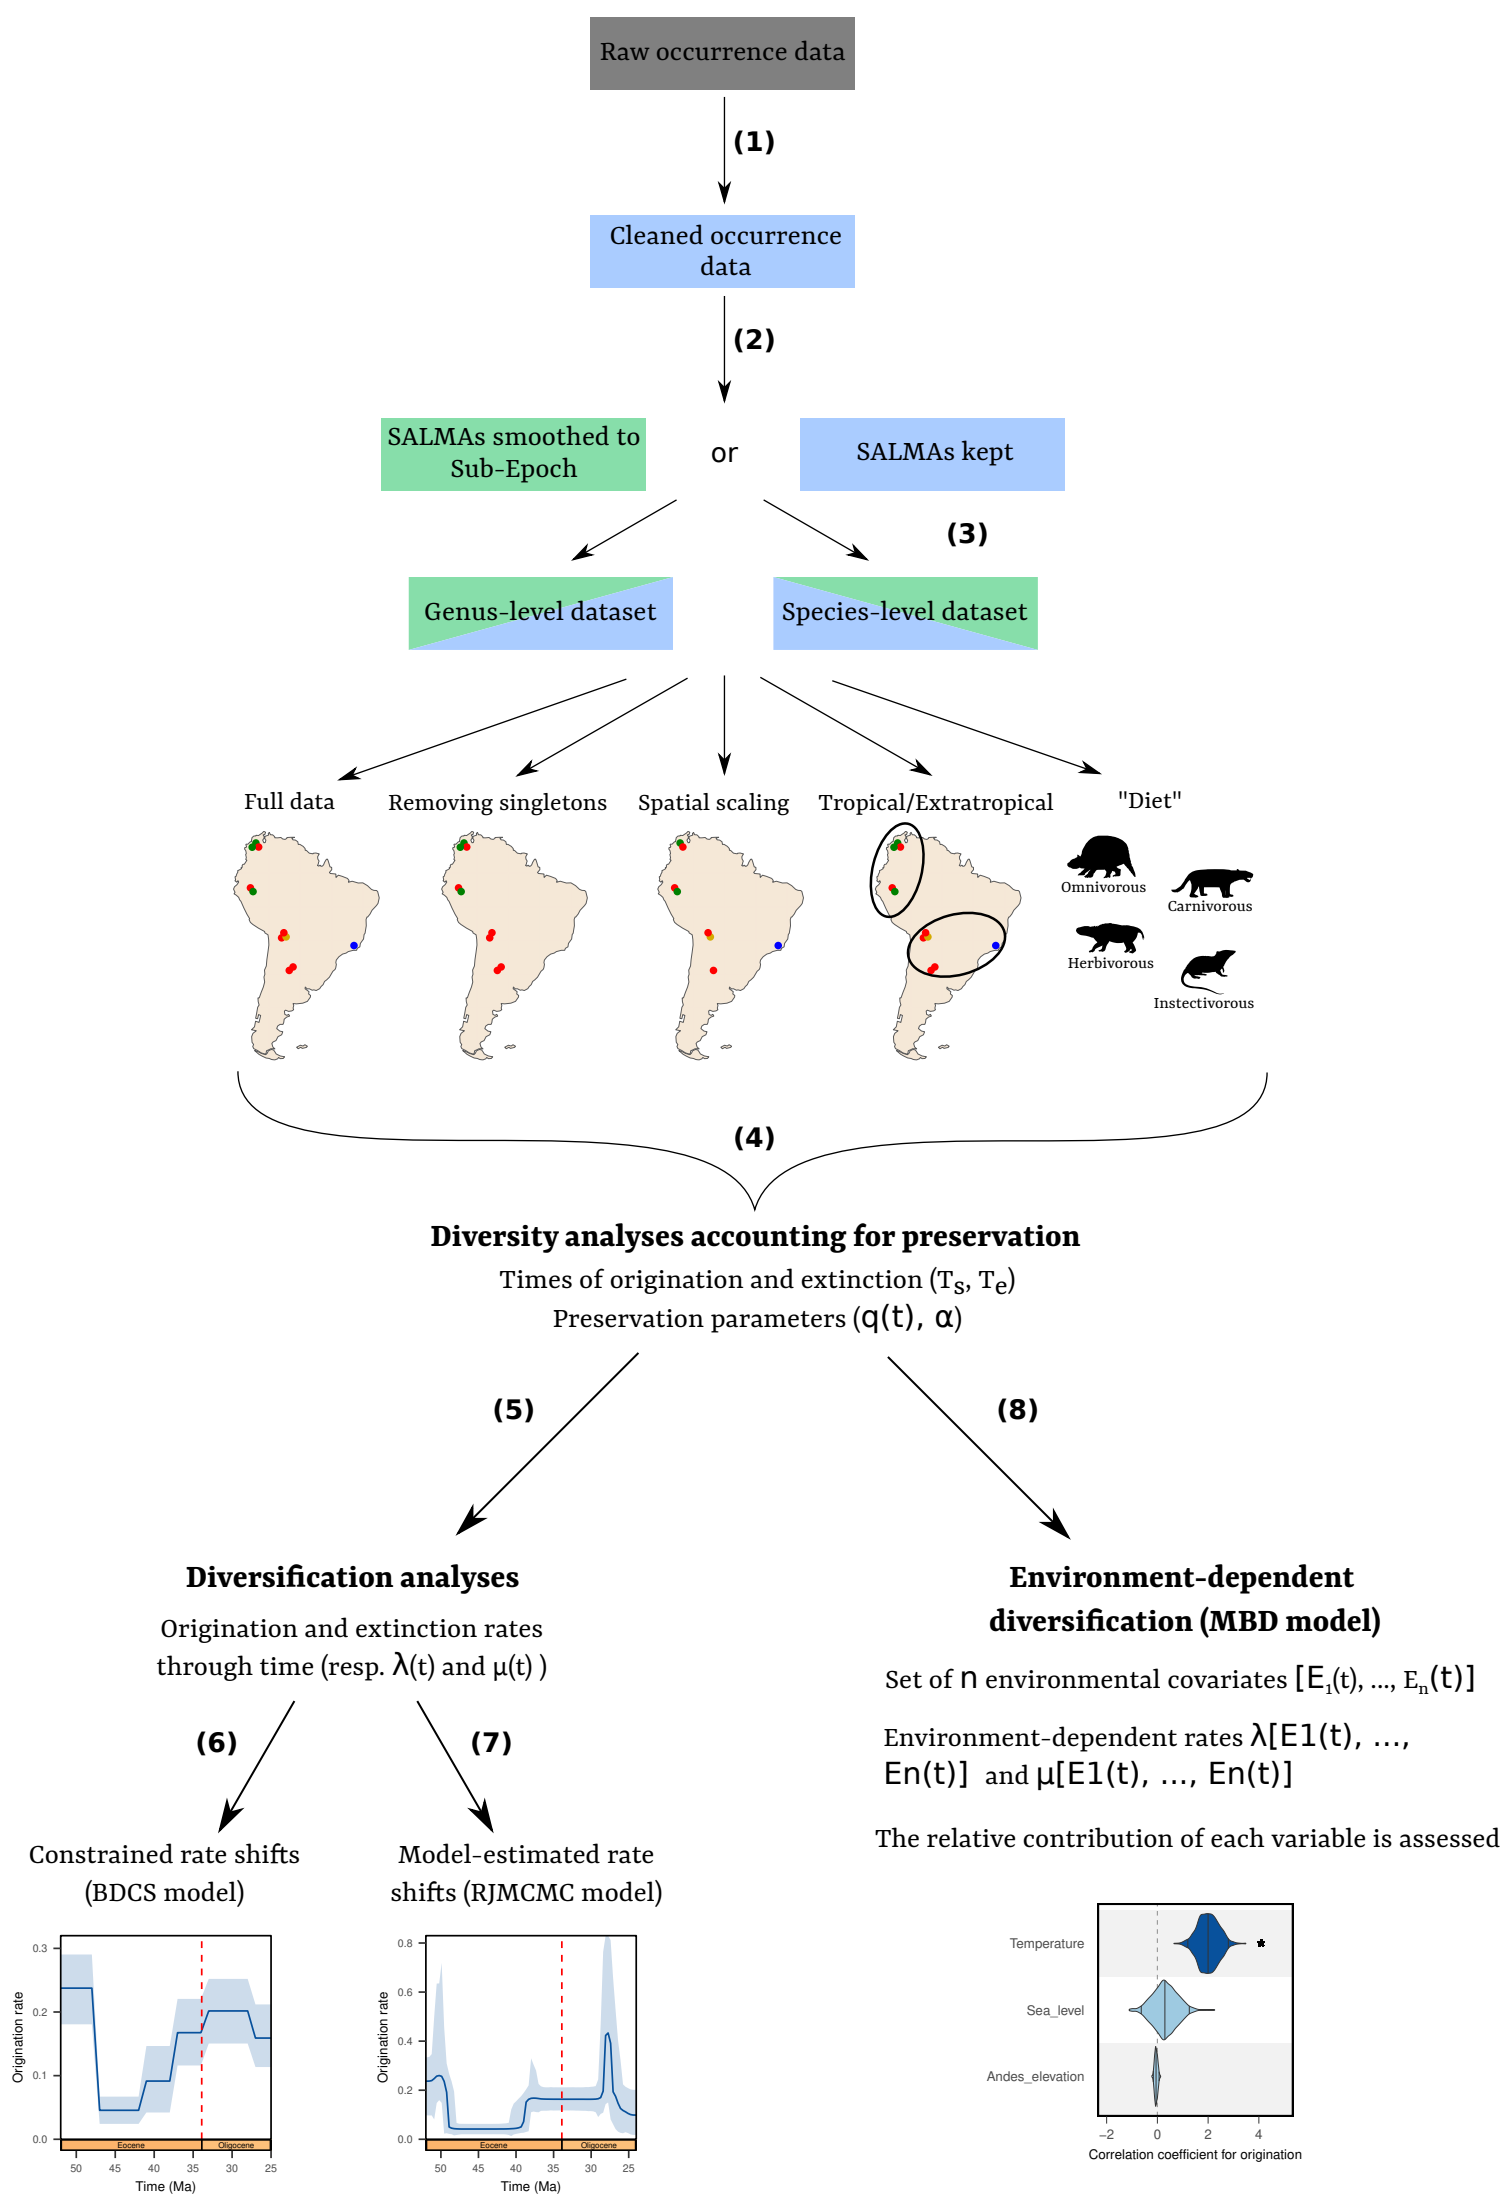 Raw occurrence data
(1)
Cleaned occurrence
data
(2)
SALMAs smoothed to
Sub-Epoch
or
SALMAs kept
(3)
Genus-level dataset
Species-level dataset
Full data
Removing singletons
Spatial scaling
Tropical/Extratropical
"Diet"
Omnivorous
Carnivorous
Herbivorous
Instectivorous
(4)
Diversity analyses accounting for preservation
Times of origination and extinction (Ts, Te)
Preservation parameters (q(t), α)
(5)
(8)
Diversification analyses
Origination and extinction rates
through time (resp. λ(t) and μ(t) )
(6)
(7)
Constrained rate shifts
(BDCS model)
Model-estimated rate
shifts (RJMCMC model)
Environment-dependent
diversification (MBD model)
Set of n environmental covariates [E1(t), ..., En(t)]
Environment-dependent rates λ[E1(t), ...,
En(t)] and μ[E1(t), ..., En(t)]
The relative contribution of each variable is assessed
Origination rate
0.3
0.2
0.1
0.0
Eocene
Oligocene
50 45 40 35 30 25
Time (Ma)
Origination rate
0.8
0.6
0.4
0.2
0.0
Eocene
Oligocene
50 45 40 35 30 25
Time (Ma)
Temperature
*
Sea_level
Andes_elevation
−2 0 2 4
Correlation coefficient for origination